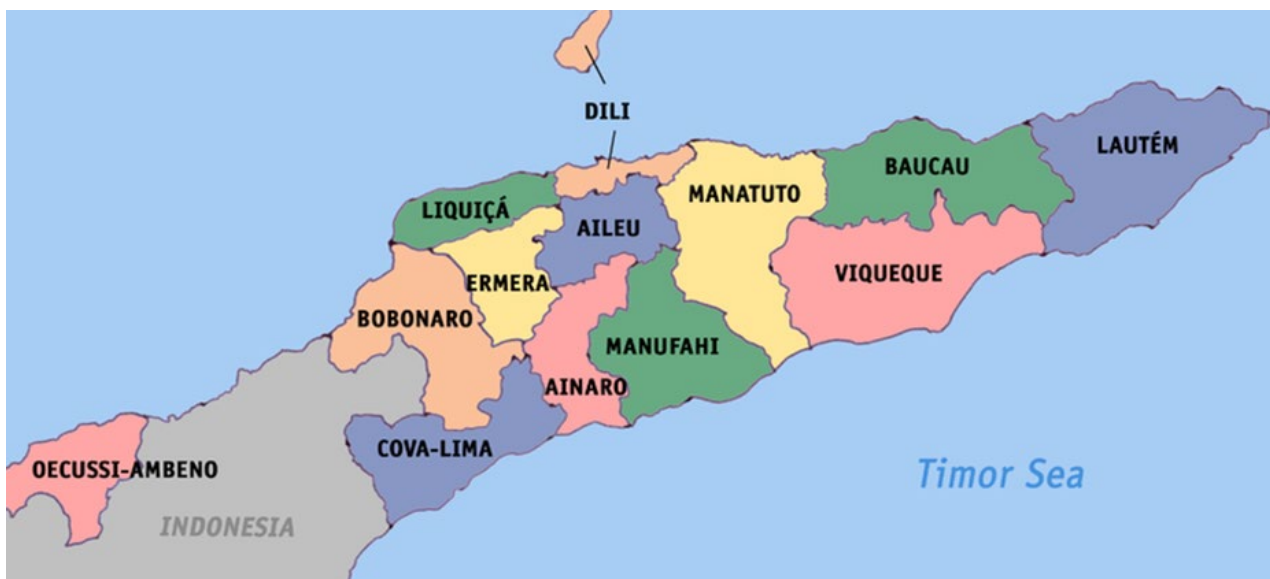 DILI
LAUTÉM
BAUCAU
MANATUTO
LIQUIÇÁ
AILEU
VIQUEQUE
ERMERA
BOBONARO
MANUFAHI
AINARO
COVA-LIMA
OECUSSI-AMBENO
Timor Sea
INDONESIA